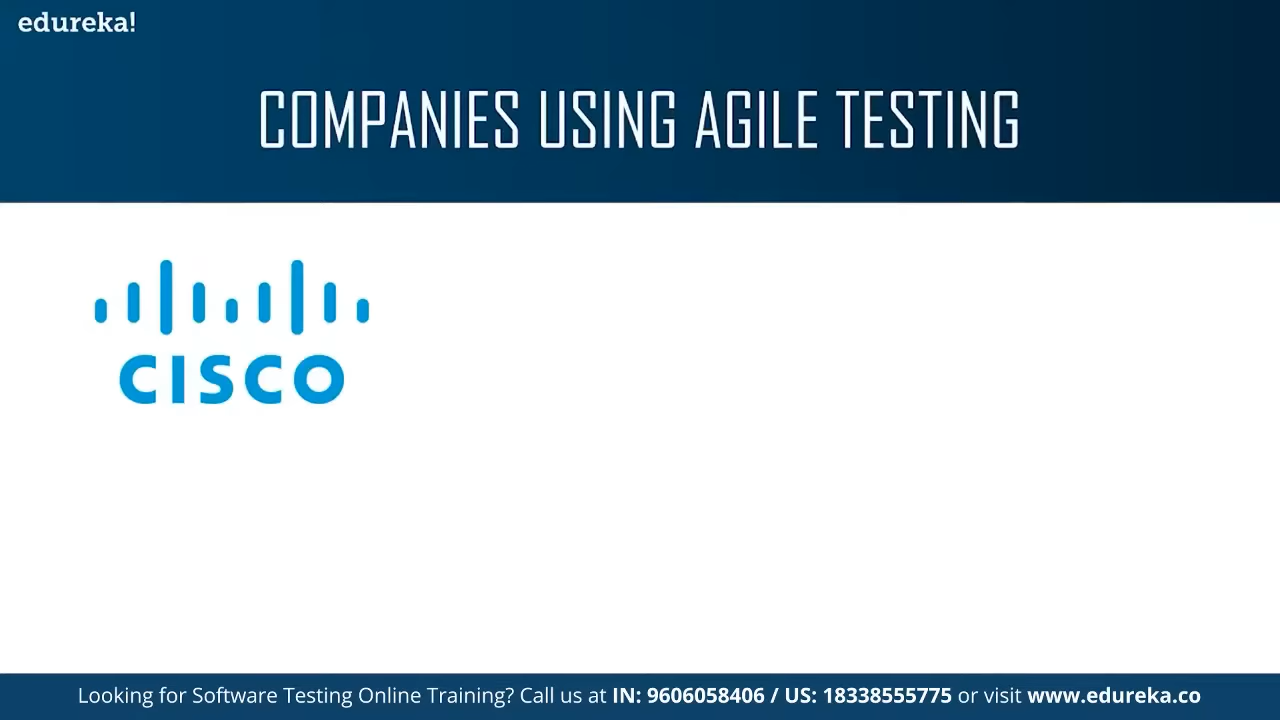 edureka!
COMPANIES USING AGILE TESTING
CISCO
Looking for Software Testing Online Training? Call us at IN: 9606058406 / US: 18338555775 or visit www.edureka.co